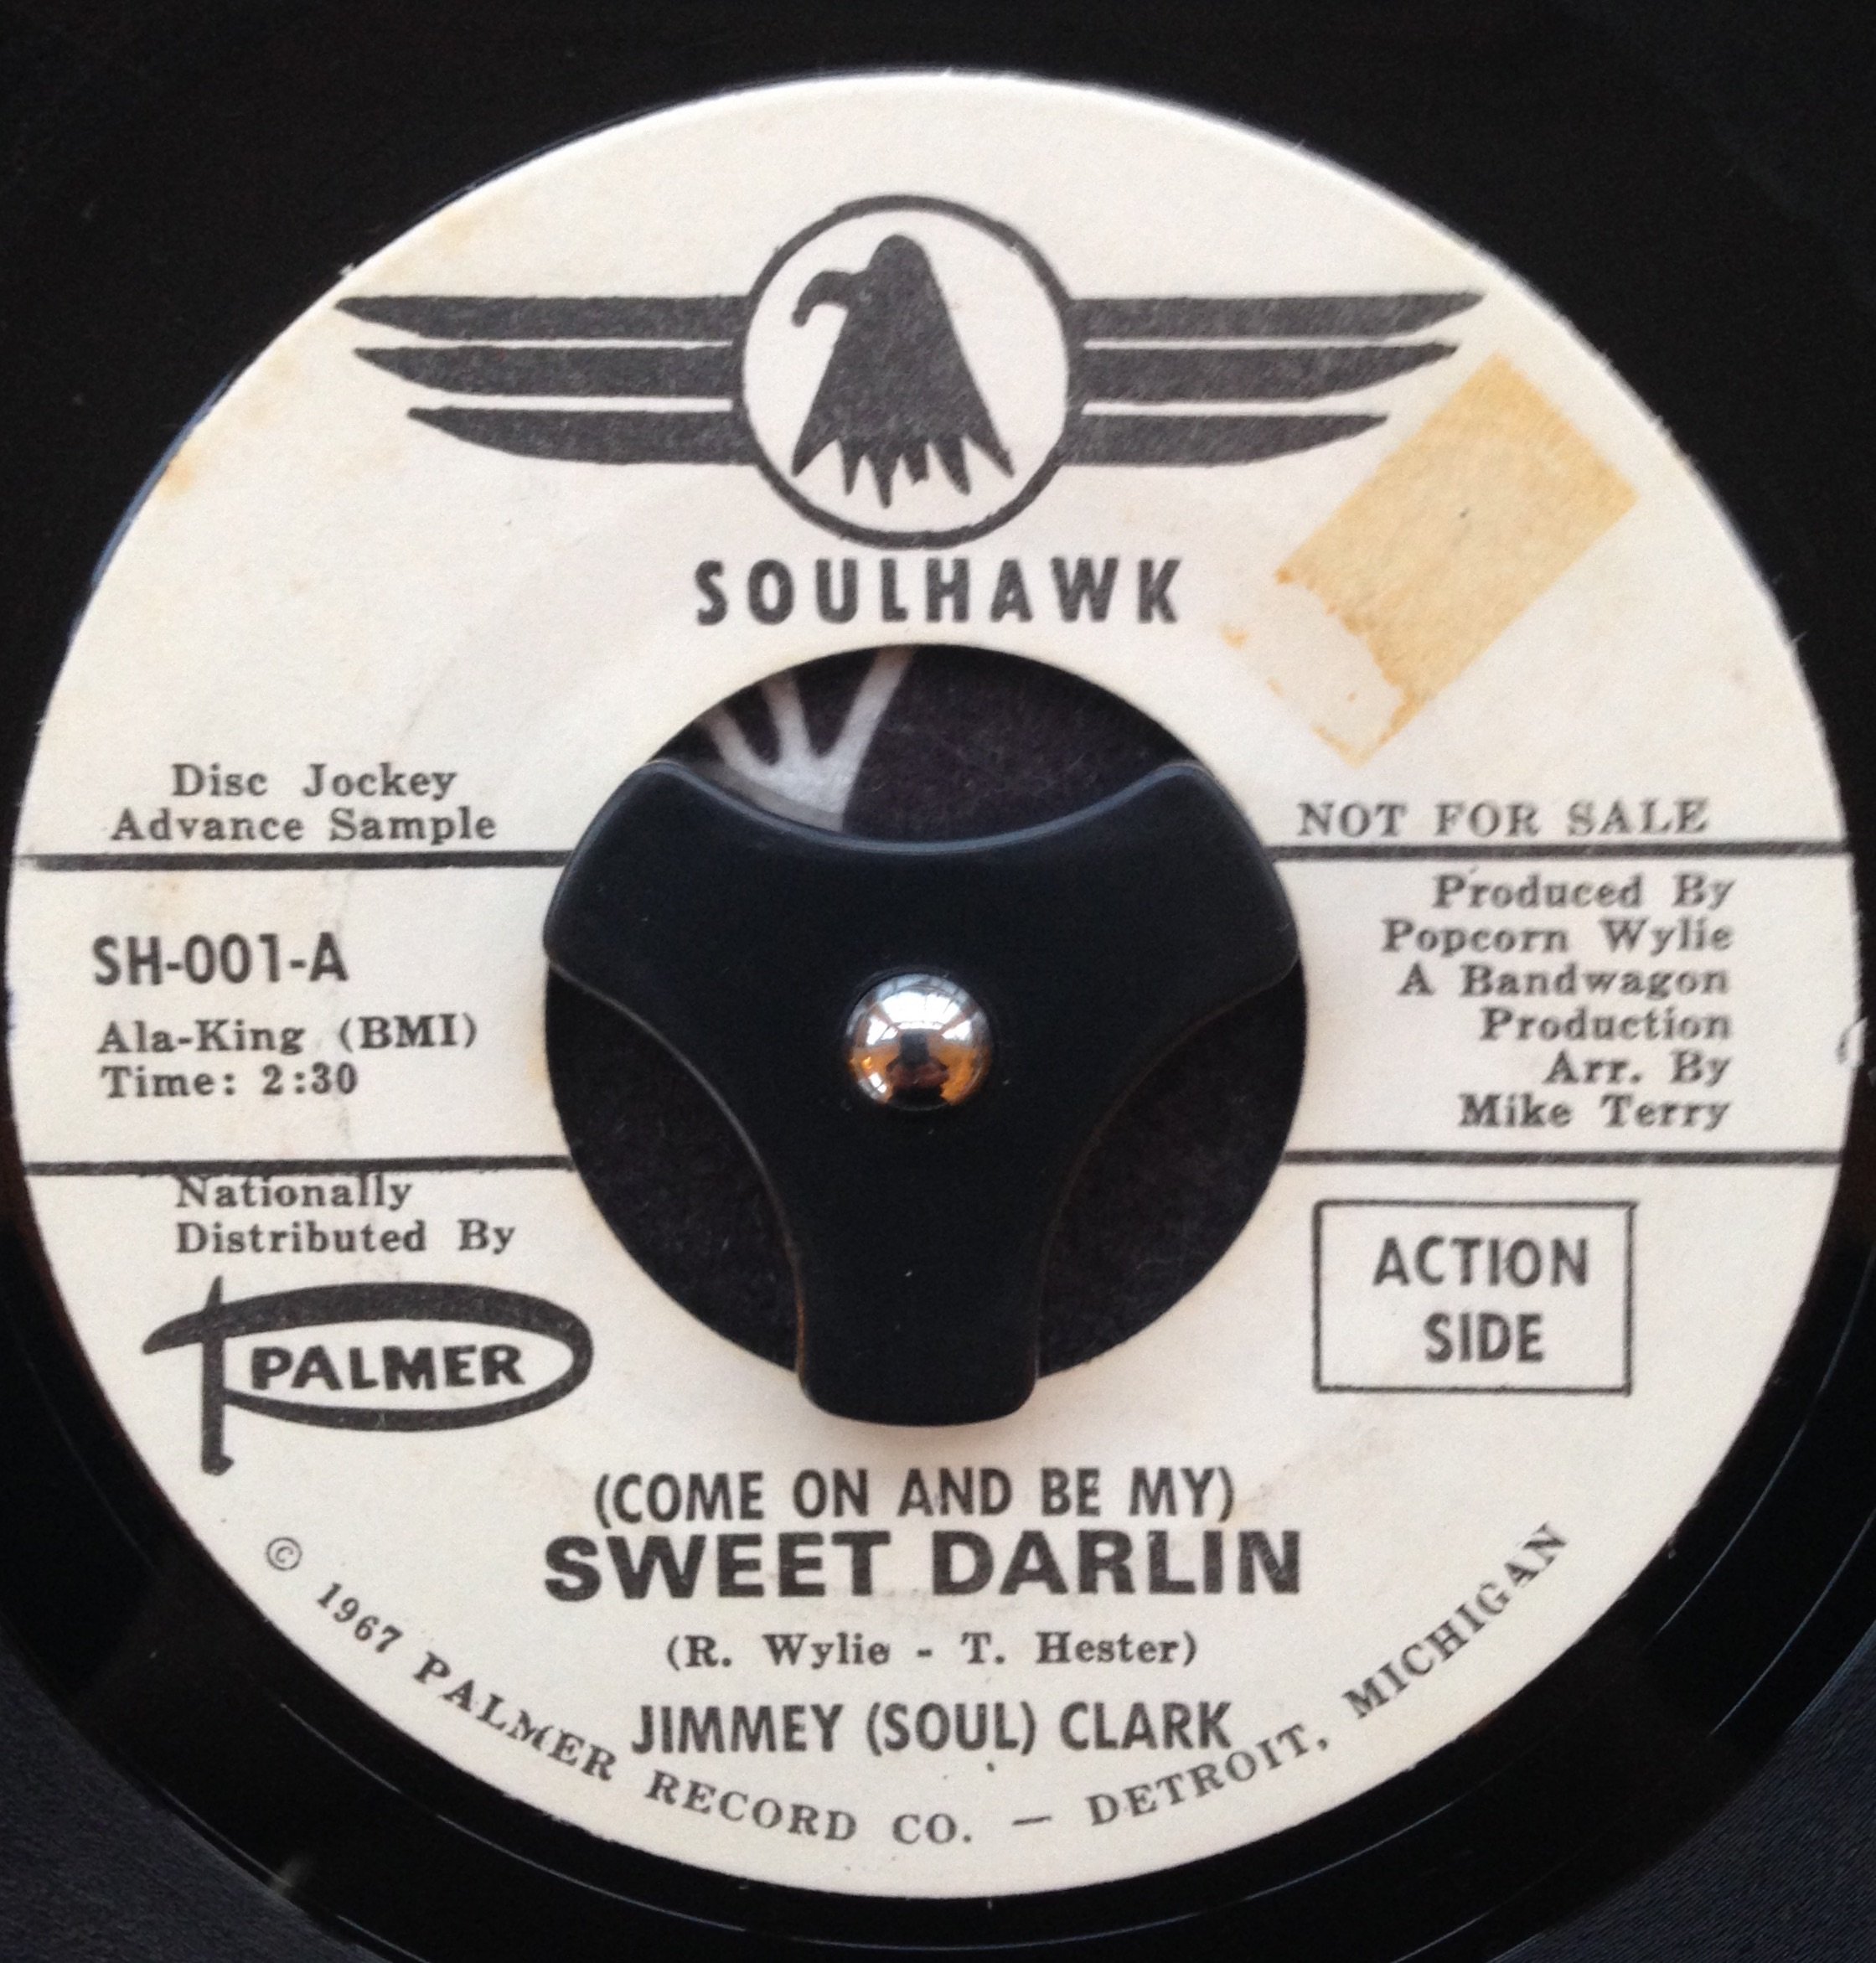 SOULHAWK
Disc Jockey
Advance Sample
NOT FOR SALE
SH-001-A
Ala-King (BMI)
Time: 2:30
Produced By
Popcorn Wylie
A Bandwagon
Production
Arr. By
Mike Terry
Nationally
Distributed By
PALMER
ACTION
SIDE
(COME ON AND BE MY)
SWEET DARLIN
(R. Wylie - T. Hester)
JIMMEY (SOUL) CLARK
© 1967 PALMER RECORD CO. — DETROIT, MICHIGAN